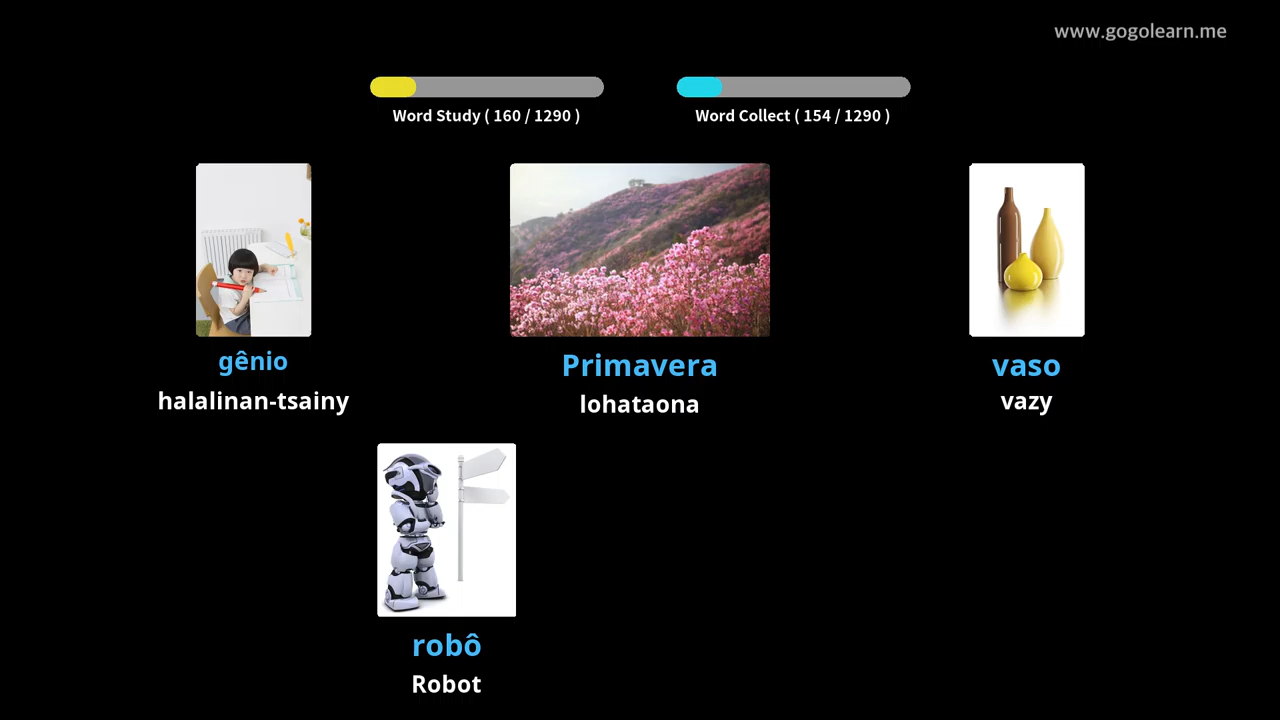 www.gogolearn.me
Word Study ( 160 / 1290 )
Word Collect ( 154 / 1290 )
gênio
halalinan-tsainy
Primavera
lohataona
vaso
vazy
robô
Robot